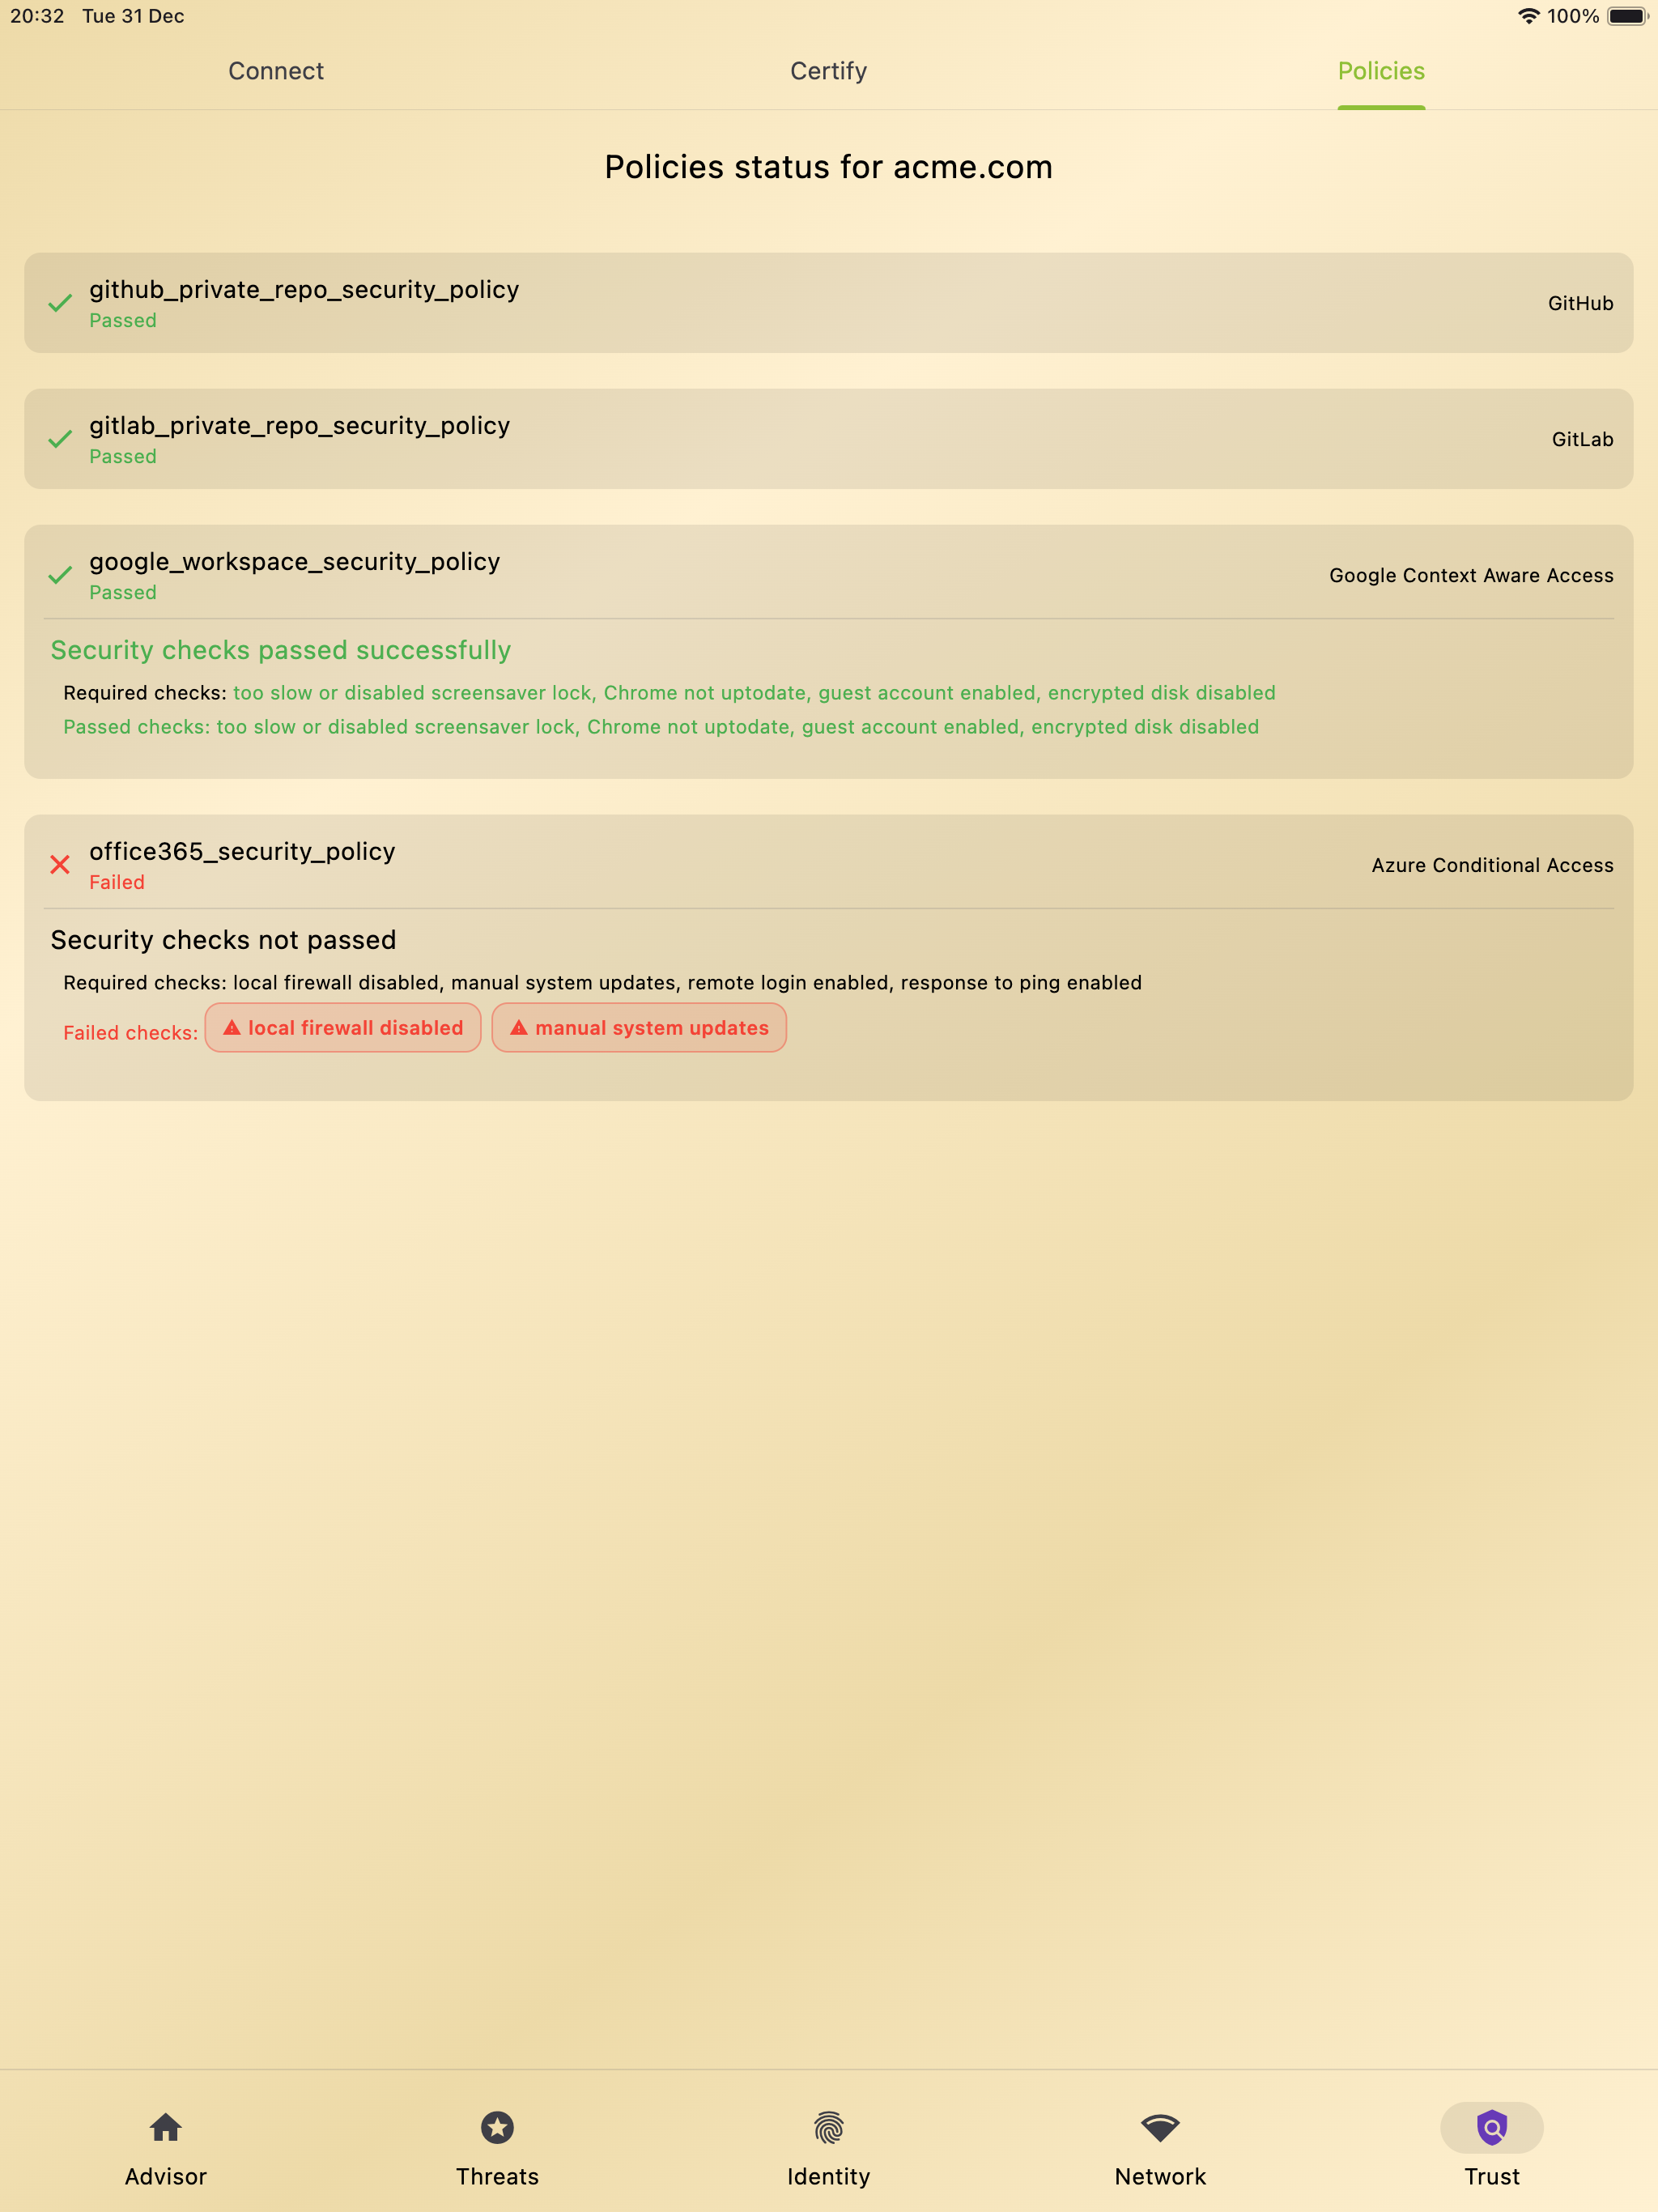 20:32 Tue 31 Dec 100%
Connect Certify Policies
Policies status for acme.com
github_private_repo_security_policy
Passed
GitHub
gitlab_private_repo_security_policy
Passed
GitLab
google_workspace_security_policy
Passed
Google Context Aware Access
Security checks passed successfully
Required checks: too slow or disabled screensaver lock, Chrome not uptodate, guest account enabled, encrypted disk disabled
Passed checks: too slow or disabled screensaver lock, Chrome not uptodate, guest account enabled, encrypted disk disabled
office365_security_policy
Failed
Azure Conditional Access
Security checks not passed
Required checks: local firewall disabled, manual system updates, remote login enabled, response to ping enabled
Failed checks: local firewall disabled manual system updates
Advisor Threats Identity Network Trust